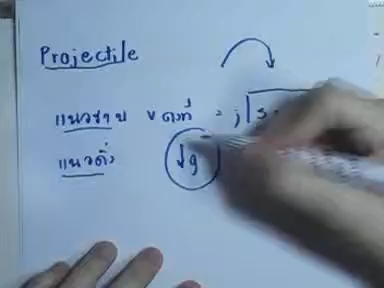 Projectile
แนวราบ v คงที่ = ; s
แนวดิ่ง ↓g